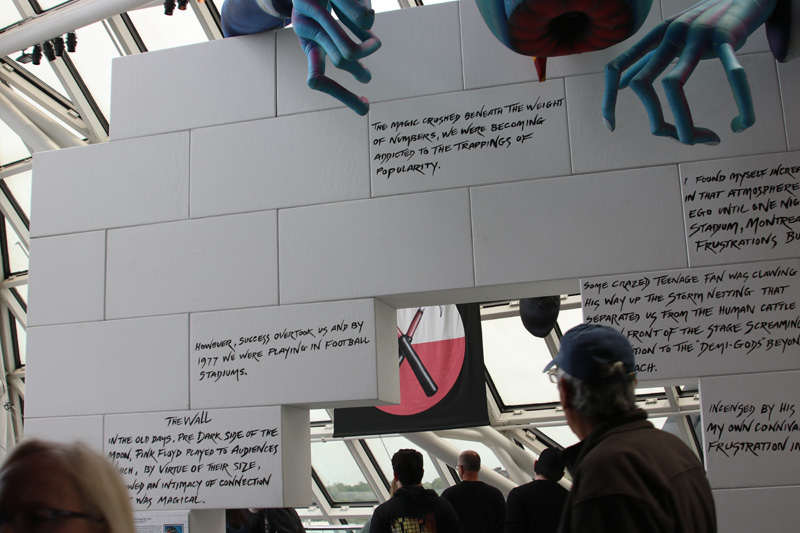 THE WALL
IN THE OLD DAYS, PRE DARK SIDE OF THE
MOON, PINK FLOYD PLAYED TO AUDIENCES
WHICH, BY VIRTUE OF THEIR SIZE,
AN INTIMACY OF CONNECTION
WAS MAGICAL.
HOWEVER, SUCCESS OVERTOOK US AND BY
1977 WE WERE PLAYING IN FOOTBALL
STADIUMS.
THE MAGIC CRUSHED BENEATH THE WEIGHT
OF NUMBERS, WE WERE BECOMING
ADDICTED TO THE TRAPPINGS OF
POPULARITY.
I FOUND MYSELF
IN THAT ATMOSPHERE
EGO UNTIL ONE
STADIUM,
FRUSTRATIONS
SOME CRAZED TEENAGE FAN WAS CLAWING
HIS WAY UP THE STORM NETTING THAT
SEPARATED US FROM THE HUMAN CATTLE
FRONT OF THE STAGE
TO THE "DEMI-GODS"
INCENSED BY HIS
MY OWN
FRUSTRATION